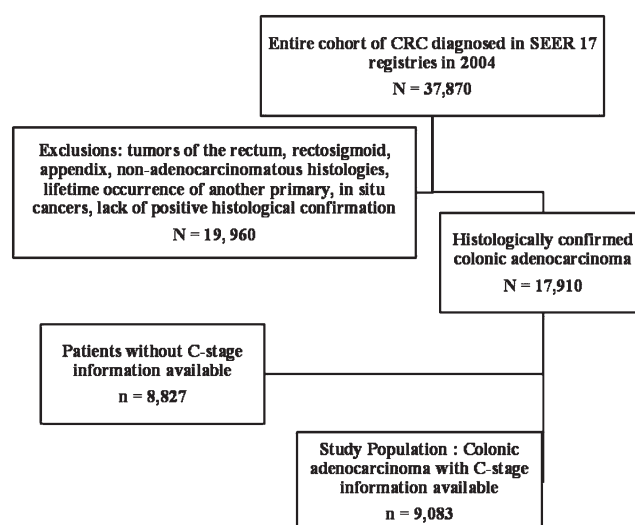 Entire cohort of CRC diagnosed in SEER 17
registries in 2004
N = 37,870
Exclusions: tumors of the rectum, rectosigmoid,
appendix, non-adenocarcinomatous histologies,
lifetime occurrence of another primary, in situ
cancers, lack of positive histological confirmation
N = 19, 960
Histologically confirmed
colonic adenocarcinoma
N = 17,910
Patients without C-stage
information available
n = 8,827
Study Population : Colonic
adenocarcinoma with C-stage
information available
n = 9,083